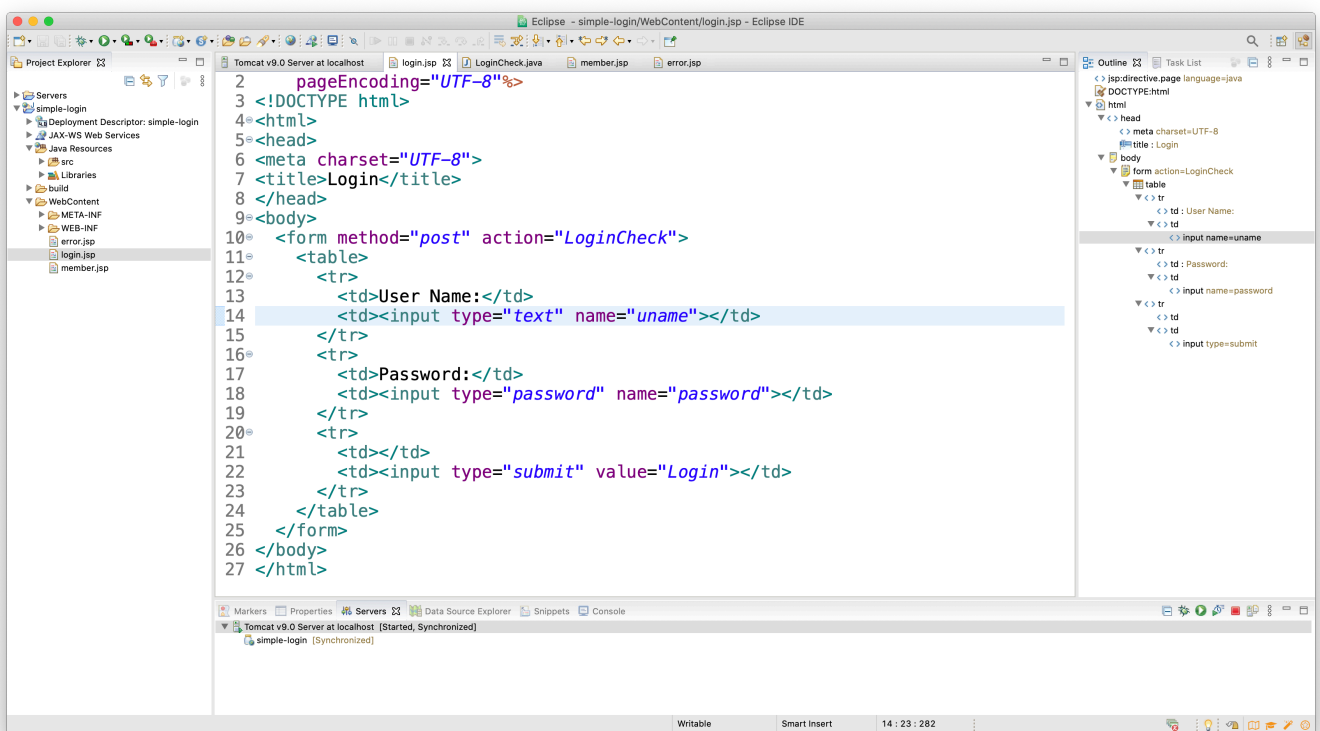 Eclipse - simple-login/WebContent/login.jsp - Eclipse IDE
Project Explorer
Servers
simple-login
Deployment Descriptor: simple-login
JAX-WS Web Services
Java Resources
src
Libraries
build
WebContent
META-INF
WEB-INF
error.jsp
login.jsp
member.jsp
Tomcat v9.0 Server at localhost
login.jsp
LoginCheck.java
member.jsp
error.jsp
2 pageEncoding="UTF-8"%>
3 <!DOCTYPE html>
4 <html>
5 <head>
6 <meta charset="UTF-8">
7 <title>Login</title>
8 </head>
9 <body>
10 <form method="post" action="LoginCheck">
11 <table>
12 <tr>
13 <td>User Name:</td>
14 <td><input type="text" name="uname"></td>
15 </tr>
16 <tr>
17 <td>Password:</td>
18 <td><input type="password" name="password"></td>
19 </tr>
20 <tr>
21 <td></td>
22 <td><input type="submit" value="Login"></td>
23 </tr>
24 </table>
25 </form>
26 </body>
27 </html>
Outline
Task List
jsp:directive.page language=java
DOCTYPE:html
html
head
meta charset=UTF-8
title : Login
body
form action=LoginCheck
table
tr
td : User Name:
td
input name=uname
tr
td : Password:
td
input name=password
tr
td
td
input type=submit
Markers
Properties
Servers
Data Source Explorer
Snippets
Console
Tomcat v9.0 Server at localhost [Started, Synchronized]
simple-login [Synchronized]
Writable
Smart Insert
14 : 23 : 282